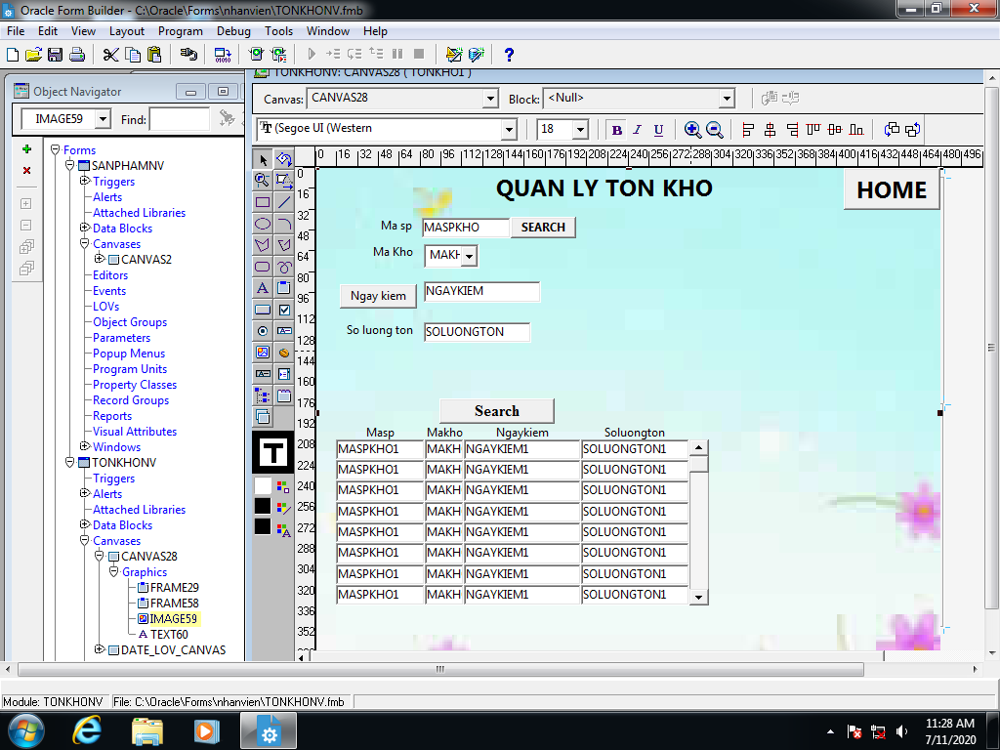 Oracle Form Builder - C:\Oracle\Forms\nhanvien\TONKHONV.fmb
File Edit View Layout Program Debug Tools Window Help
Object Navigator
IMAGE59 Find:
Forms
SANPHAMNV
Triggers
Alerts
Attached Libraries
Data Blocks
Canvases
CANVAS2
Editors
Events
LOVs
Object Groups
Parameters
Popup Menus
Program Units
Property Classes
Record Groups
Reports
Visual Attributes
Windows
TONKHONV
Triggers
Alerts
Attached Libraries
Data Blocks
Canvases
CANVAS28
Graphics
FRAME29
FRAME58
IMAGE59
A TEXT60
DATE_LOV_CANVAS
TONKHONV: CANVAS28 ( TONKHO1 )
Canvas: CANVAS28 Block: <Null>
(Segoe UI (Western 18 B I U
0 16 32 48 64 80 96 112 128 144 160 176 192 208 224 240 256 272 288 304 320 336 352 368 384 400 416 432 448 464 480 496
0
16
32
48
64
80
96
112
128
144
160
176
192
208
224
240
256
272
288
304
320
336
352
QUAN LY TON KHO HOME
Ma sp MASPKHO SEARCH
Ma Kho MAKH
Ngay kiem NGAYKIEM
So luong ton SOLUONGTON
Search
Masp Makho Ngaykiem Soluongton
MASPKHO1 MAKH NGAYKIEM1 SOLUONGTON1
MASPKHO1 MAKH NGAYKIEM1 SOLUONGTON1
MASPKHO1 MAKH NGAYKIEM1 SOLUONGTON1
MASPKHO1 MAKH NGAYKIEM1 SOLUONGTON1
MASPKHO1 MAKH NGAYKIEM1 SOLUONGTON1
MASPKHO1 MAKH NGAYKIEM1 SOLUONGTON1
MASPKHO1 MAKH NGAYKIEM1 SOLUONGTON1
MASPKHO1 MAKH NGAYKIEM1 SOLUONGTON1
Module: TONKHONV File: C:\Oracle\Forms\nhanvien\TONKHONV.fmb
11:28 AM
7/11/2020